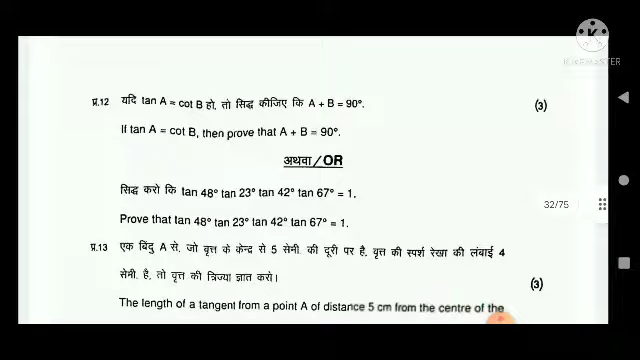 KINEMASTER
प्र.12 यदि tan A = cot B हो, तो सिद्ध कीजिए कि A + B = 90°. (3)
If tan A = cot B, then prove that A + B = 90°.
अथवा/OR
सिद्ध करो कि tan 48° tan 23° tan 42° tan 67° = 1.
32/75
Prove that tan 48° tan 23° tan 42° tan 67° = 1.
प्र.13 एक बिंदु A से, जो वृत्त के केन्द्र से 5 सेमी. की दूरी पर है, वृत्त की स्पर्श रेखा की लंबाई 4
सेमी. है, तो वृत्त की त्रिज्या ज्ञात करो। (3)
The length of a tangent from a point A of distance 5 cm from the centre of the